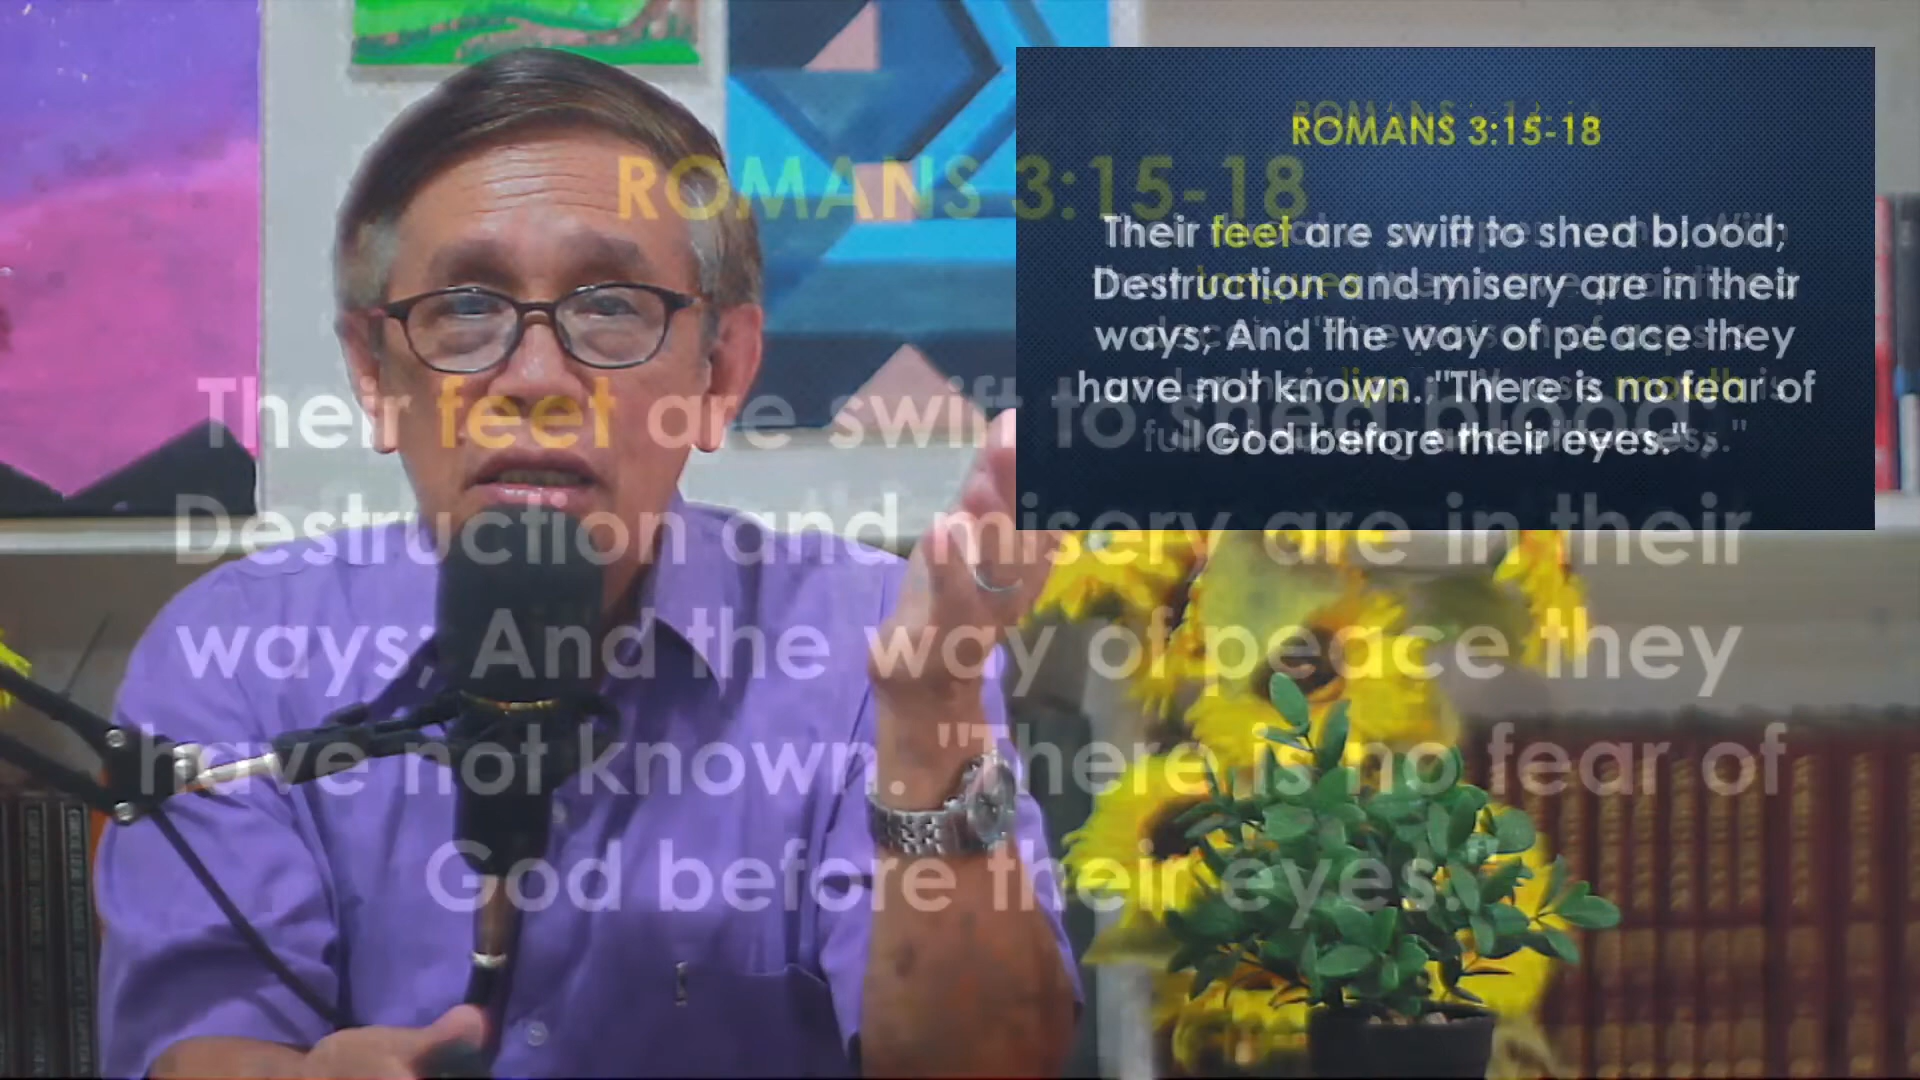 ROMANS 3:15-18
Their feet are swift to shed blood;
Destruction and misery are in their
ways; And the way of peace they
have not known. "There is no fear of
God before their eyes."
ROMANS 3:15-18
Their feet are swift to shed blood;
Destruction and misery are in their
ways; And the way of peace they
have not known. "There is no fear of
God before their eyes."